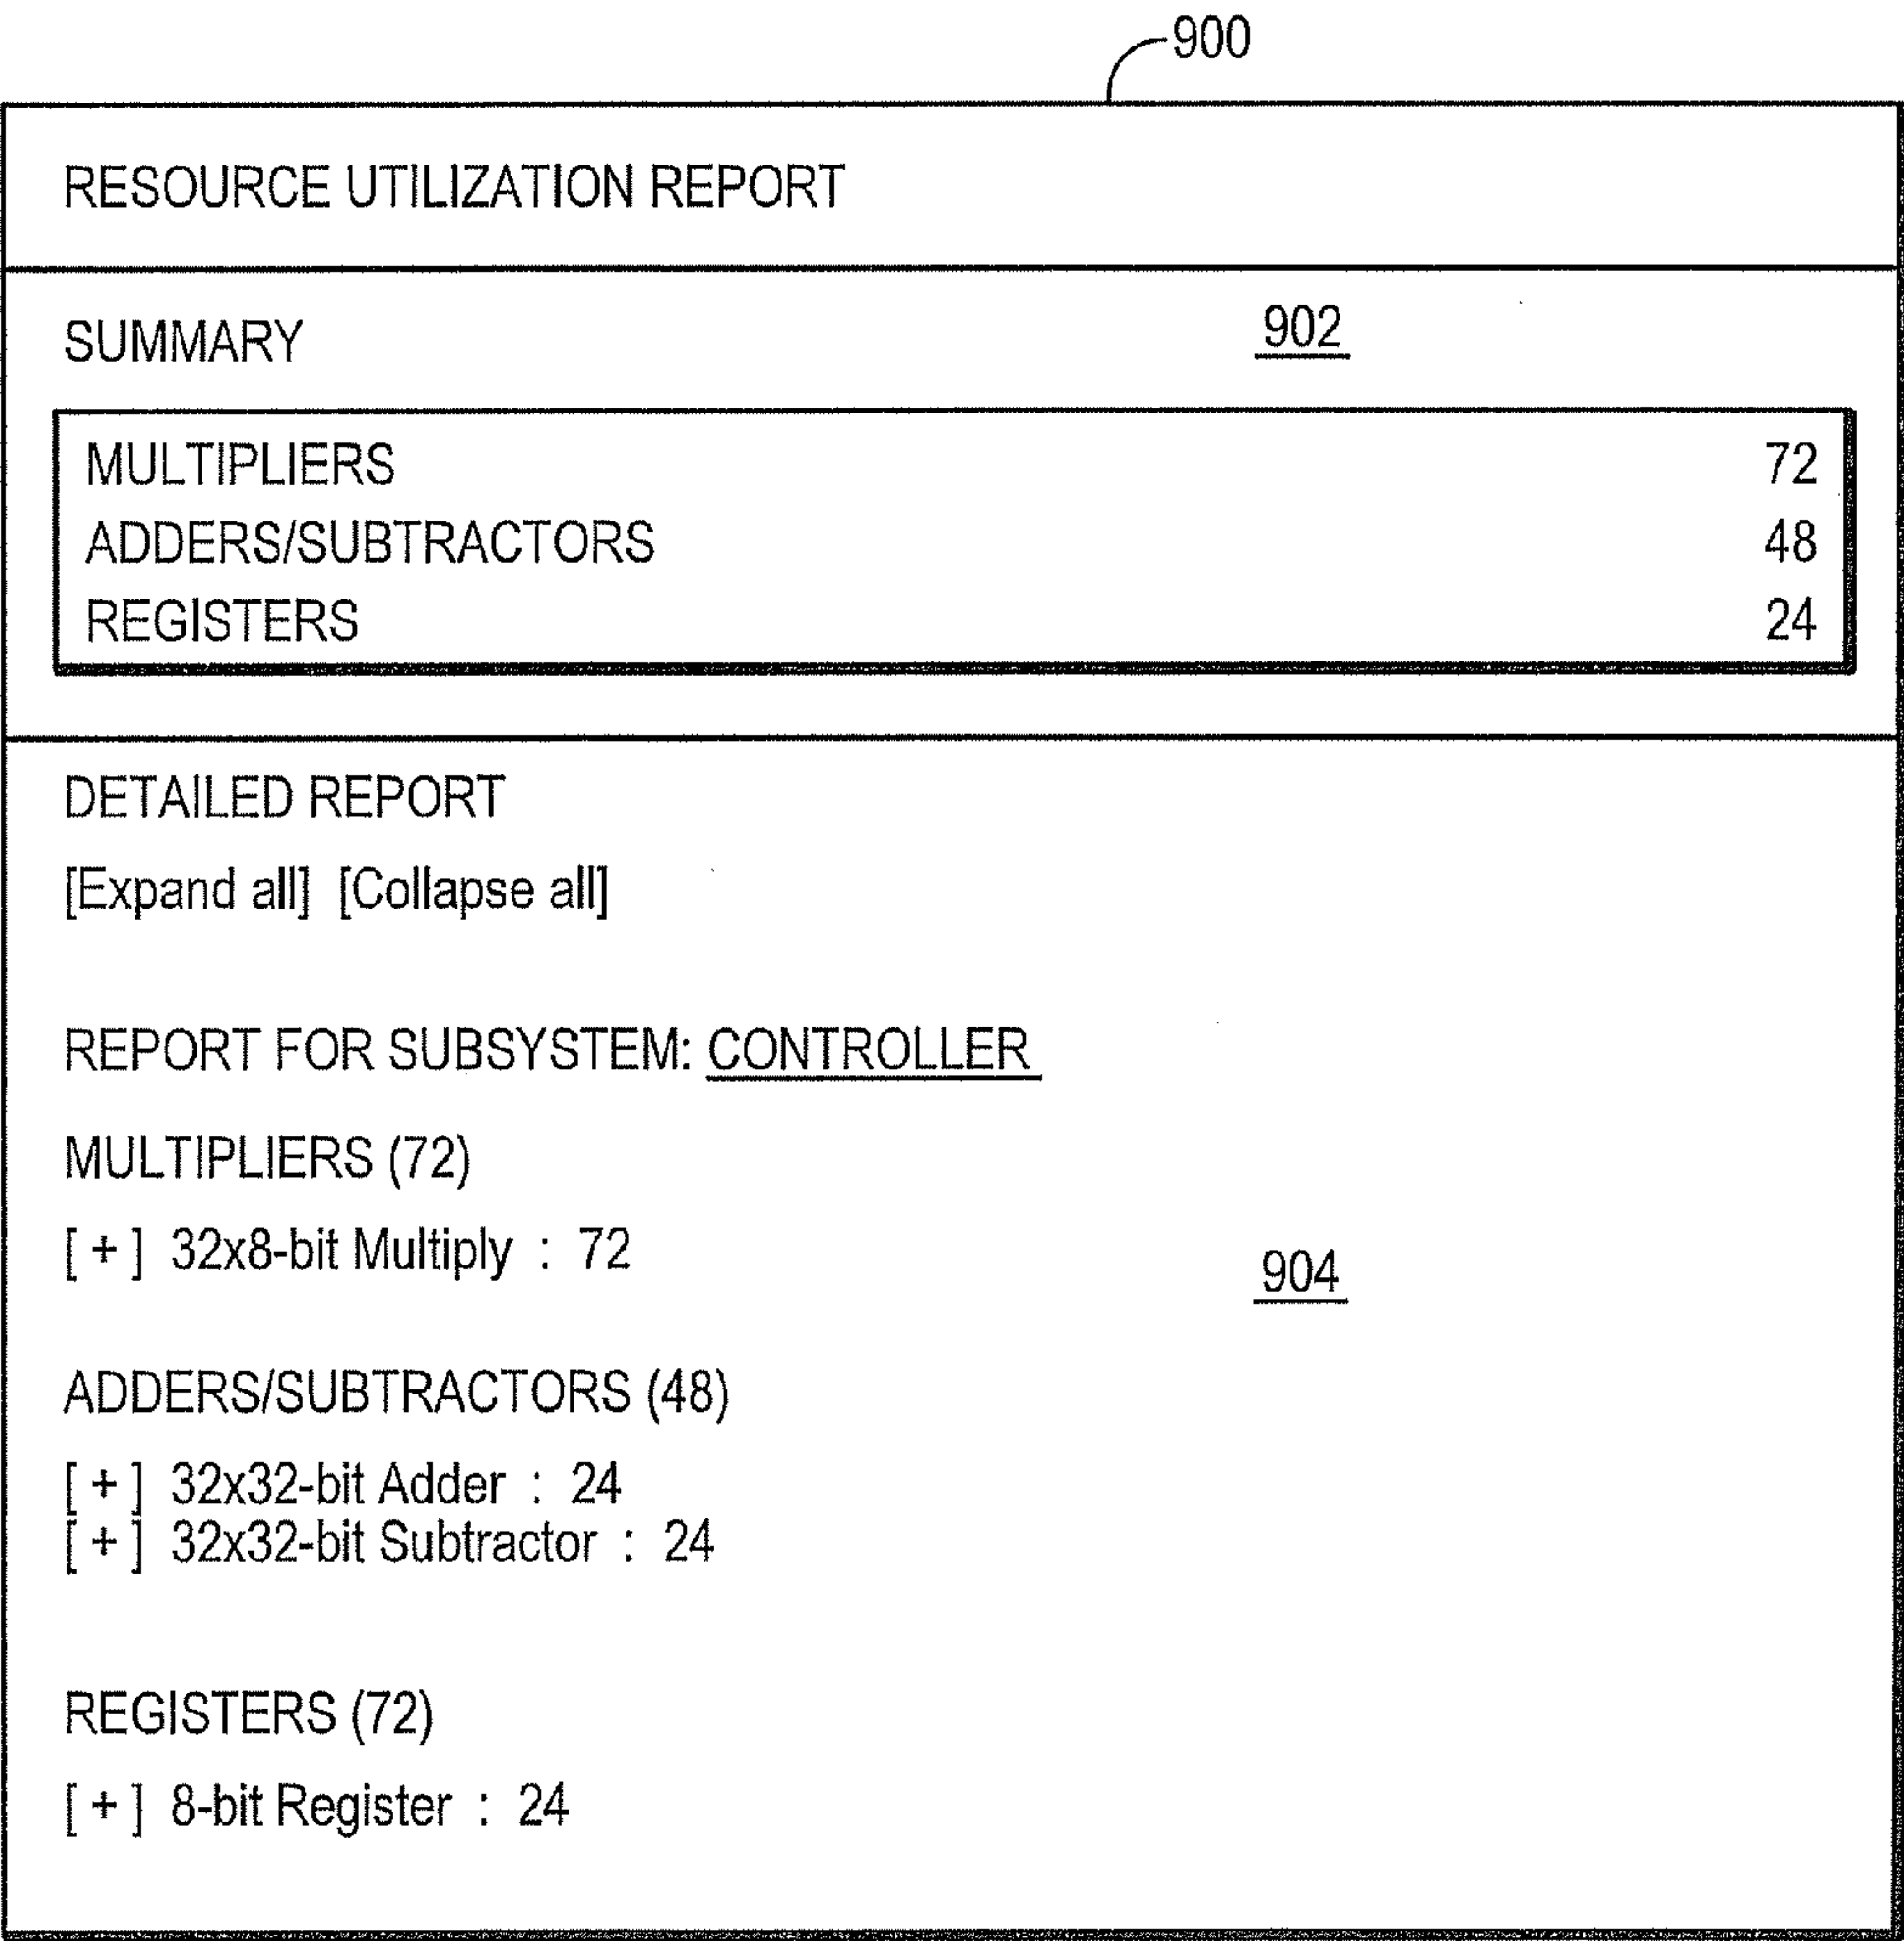 900
RESOURCE UTILIZATION REPORT
SUMMARY 902
MULTIPLIERS 72
ADDERS/SUBTRACTORS 48
REGISTERS 24
DETAILED REPORT
[Expand all] [Collapse all]
REPORT FOR SUBSYSTEM: CONTROLLER
MULTIPLIERS (72)
[ + ] 32x8-bit Multiply : 72
904
ADDERS/SUBTRACTORS (48)
[ + ] 32x32-bit Adder : 24
[ + ] 32x32-bit Subtractor : 24
REGISTERS (72)
[ + ] 8-bit Register : 24